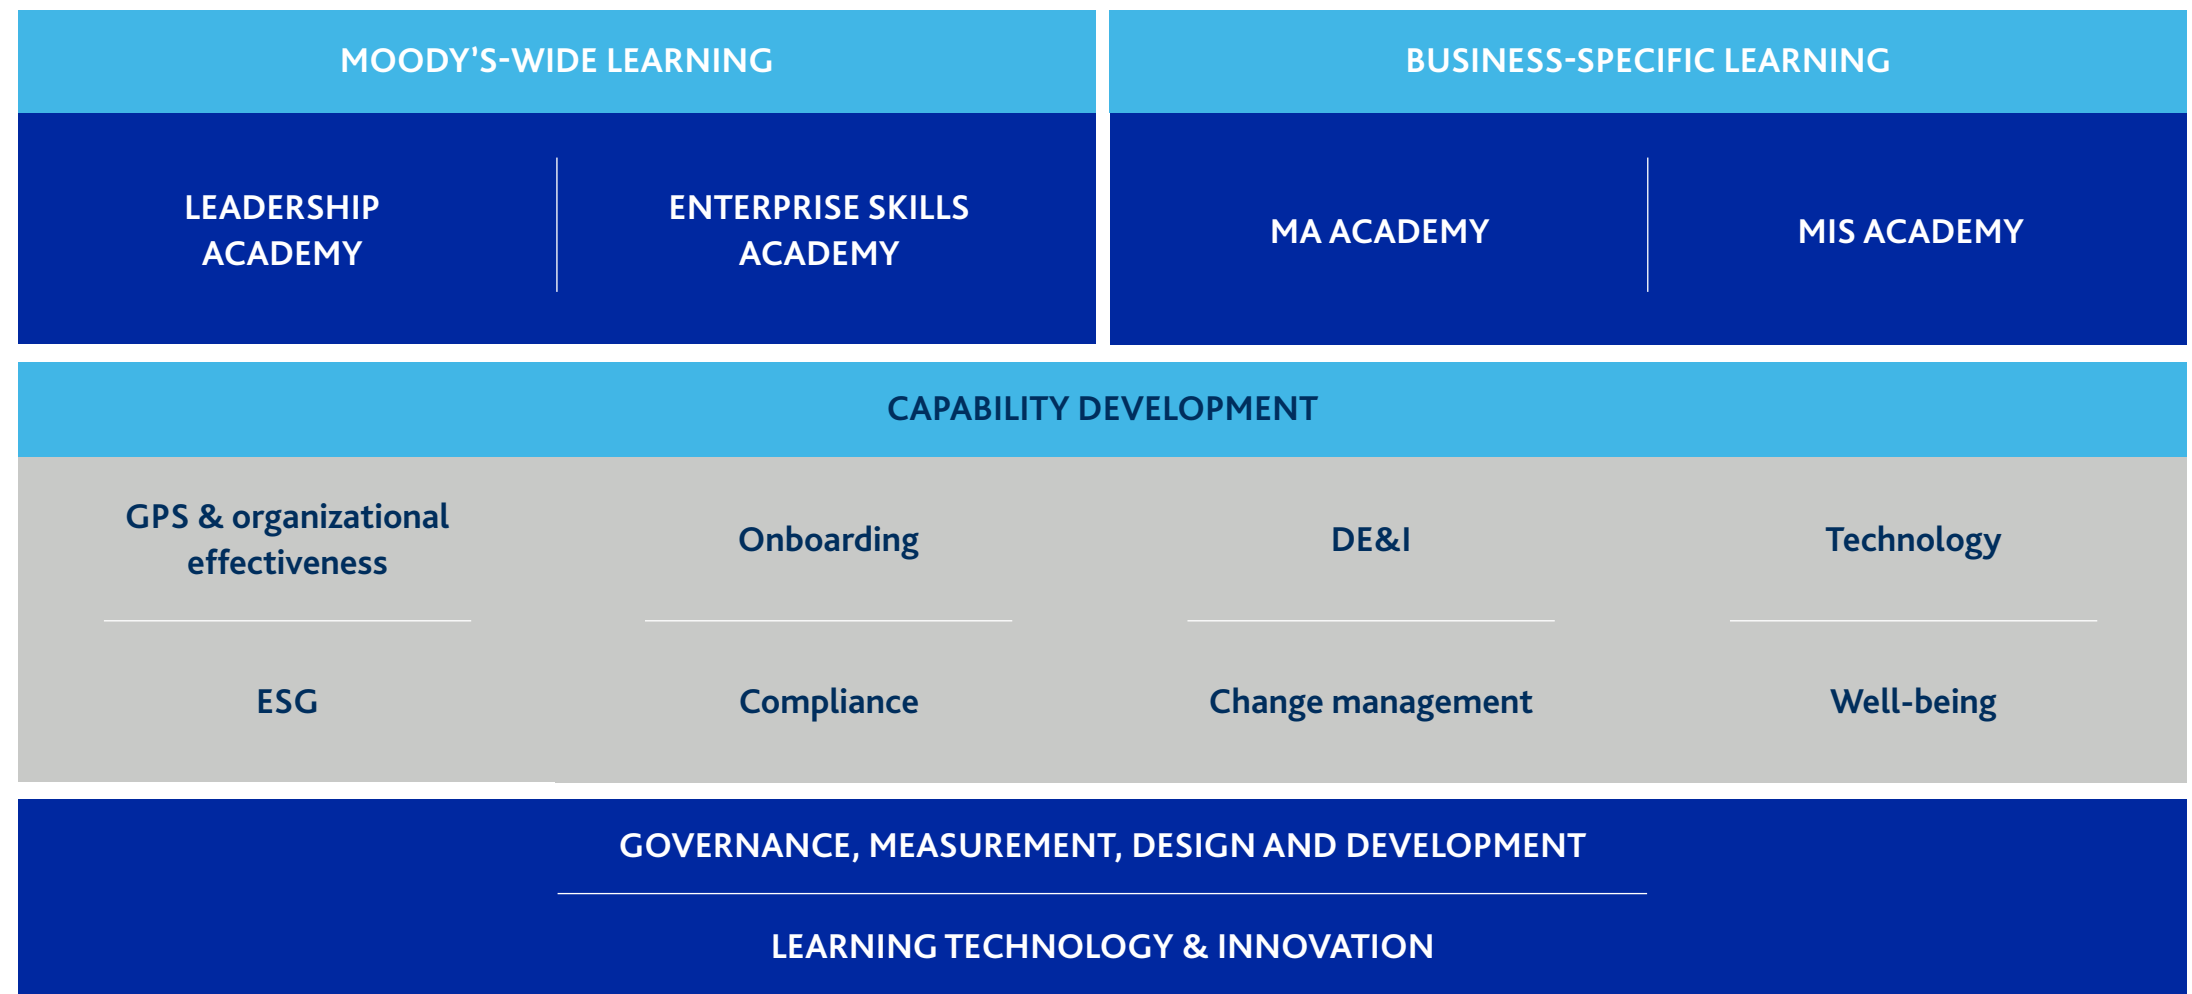 MOODY'S-WIDE LEARNING
BUSINESS-SPECIFIC LEARNING
LEADERSHIP
ACADEMY
ENTERPRISE SKILLS
ACADEMY
MA ACADEMY
MIS ACADEMY
CAPABILITY DEVELOPMENT
GPS & organizational
effectiveness
Onboarding
DE&I
Technology
ESG
Compliance
Change management
Well-being
GOVERNANCE, MEASUREMENT, DESIGN AND DEVELOPMENT
LEARNING TECHNOLOGY & INNOVATION